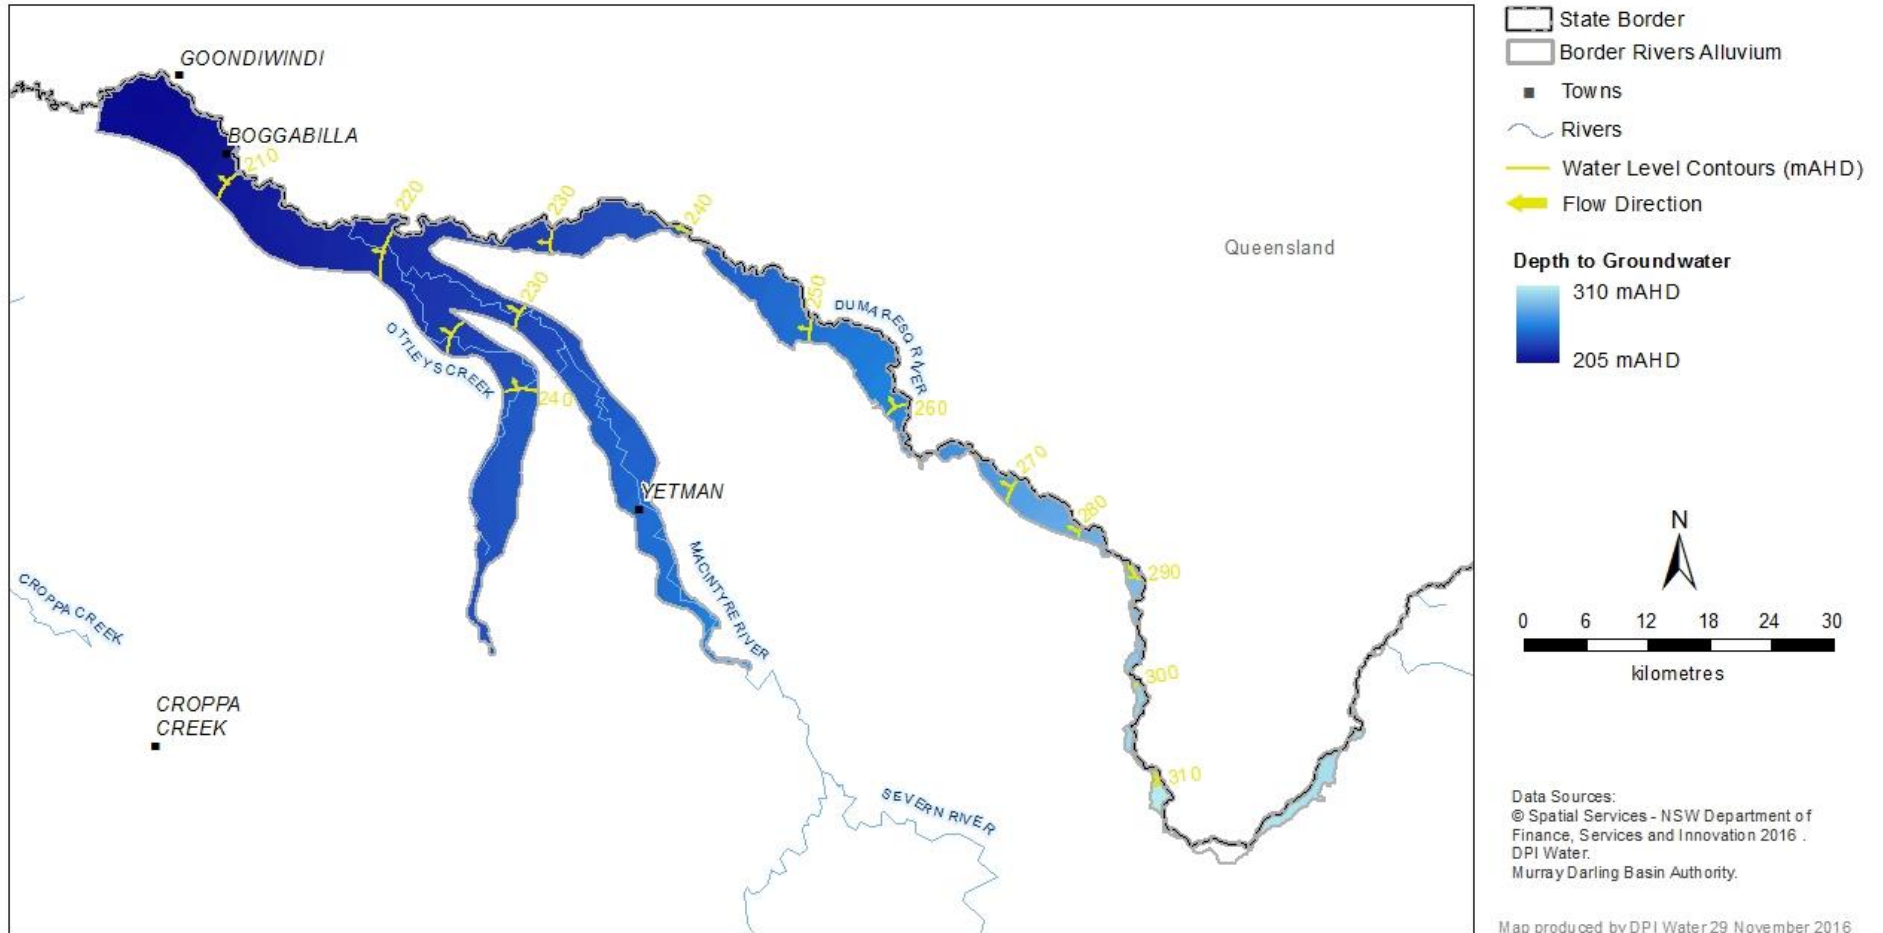 GOONDIWINDI
BOGGABILLA
210
220
230
240
Queensland
230
250
DUMARESQ RIVER
OTTLEYS CREEK
240
260
270
YETMAN
280
MACINTYRE RIVER
290
CROPPA CREEK
300
CROPPA
CREEK
310
SEVERN RIVER
State Border
Border Rivers Alluvium
Towns
Rivers
Water Level Contours (mAHD)
Flow Direction
Depth to Groundwater
310 mAHD
205 mAHD
N
0 6 12 18 24 30
kilometres
Data Sources:
© Spatial Services - NSW Department of
Finance, Services and Innovation 2016 .
DPI Water.
Murray Darling Basin Authority.
Map produced by DPI Water 29 November 2016